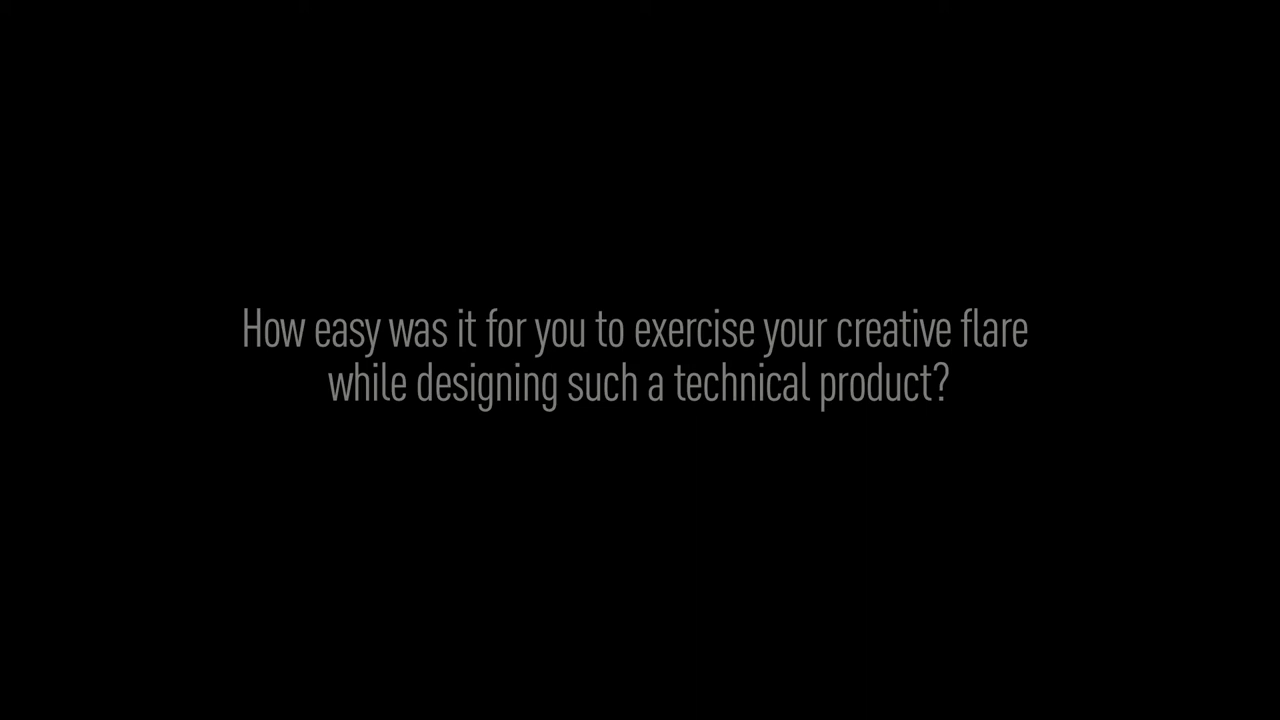 How easy was it for you to exercise your creative flare
while designing such a technical product?